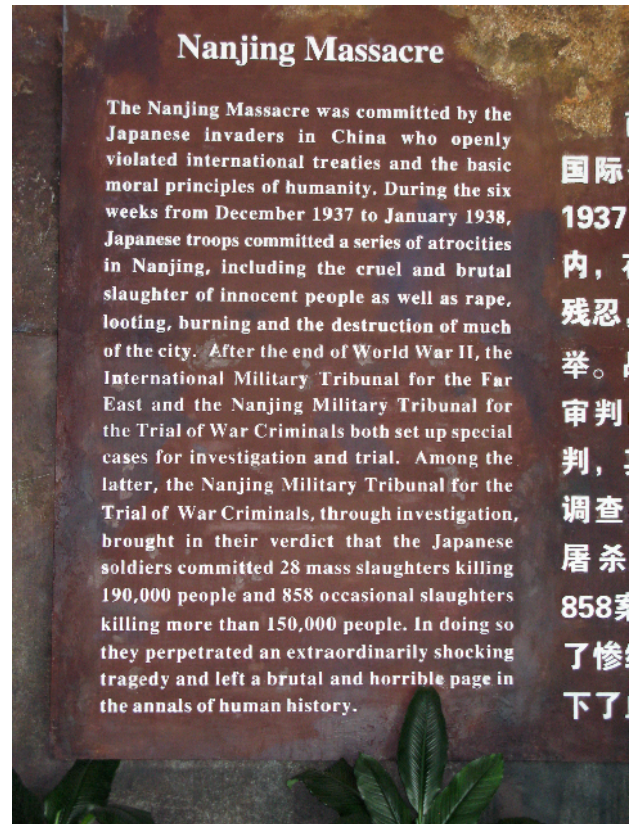 Nanjing Massacre
The Nanjing Massacre was committed by the
Japanese invaders in China who openly
violated international treaties and the basic
moral principles of humanity. During the six
weeks from December 1937 to January 1938,
Japanese troops committed a series of atrocities
in Nanjing, including the cruel and brutal
slaughter of innocent people as well as rape,
looting, burning and the destruction of much
of the city. After the end of World War II, the
International Military Tribunal for the Far
East and the Nanjing Military Tribunal for
the Trial of War Criminals both set up special
cases for investigation and trial. Among the
latter, the Nanjing Military Tribunal for the
Trial of War Criminals, through investigation,
brought in their verdict that the Japanese
soldiers committed 28 mass slaughters killing
190,000 people and 858 occasional slaughters
killing more than 150,000 people. In doing so
they perpetrated an extraordinarily shocking
tragedy and left a brutal and horrible page in
the annals of human history.
国际
1937
内，
残忍，
举。
审判
判，
调查
屠杀
858案
了惨
下了